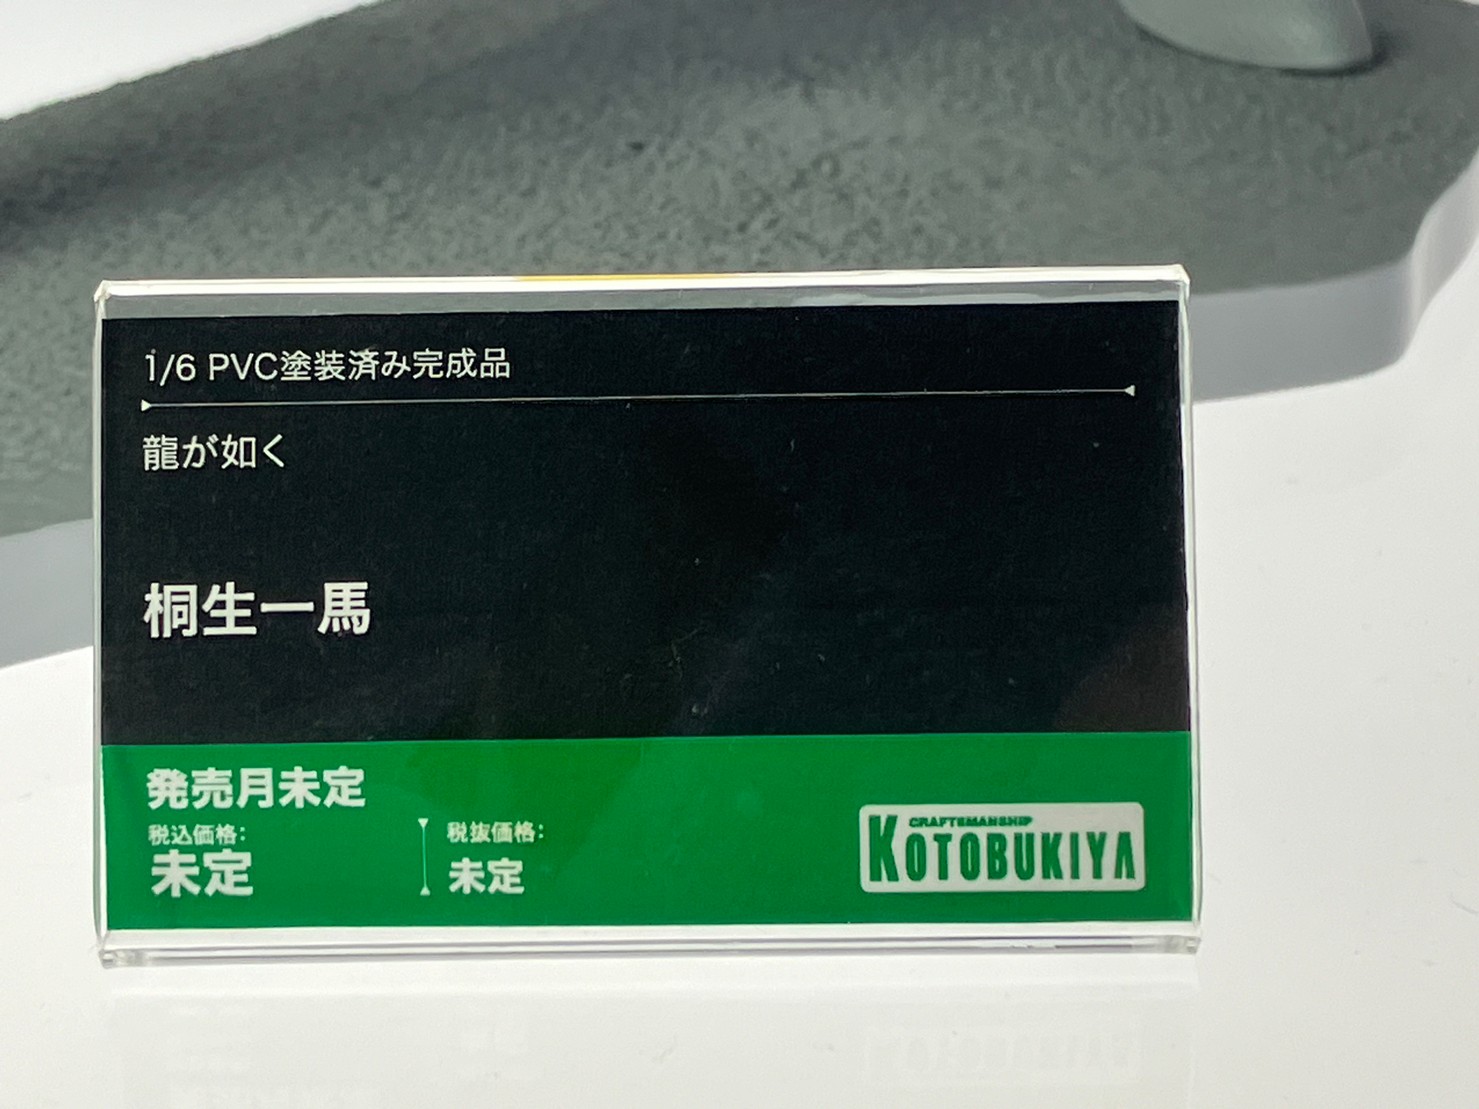 1/6 PVC塗装済み完成品
龍が如く
桐生一馬
発売月未定
税込価格:
未定
税抜価格:
未定
CRAFTSMANSHIP
KOTOBUKIYA